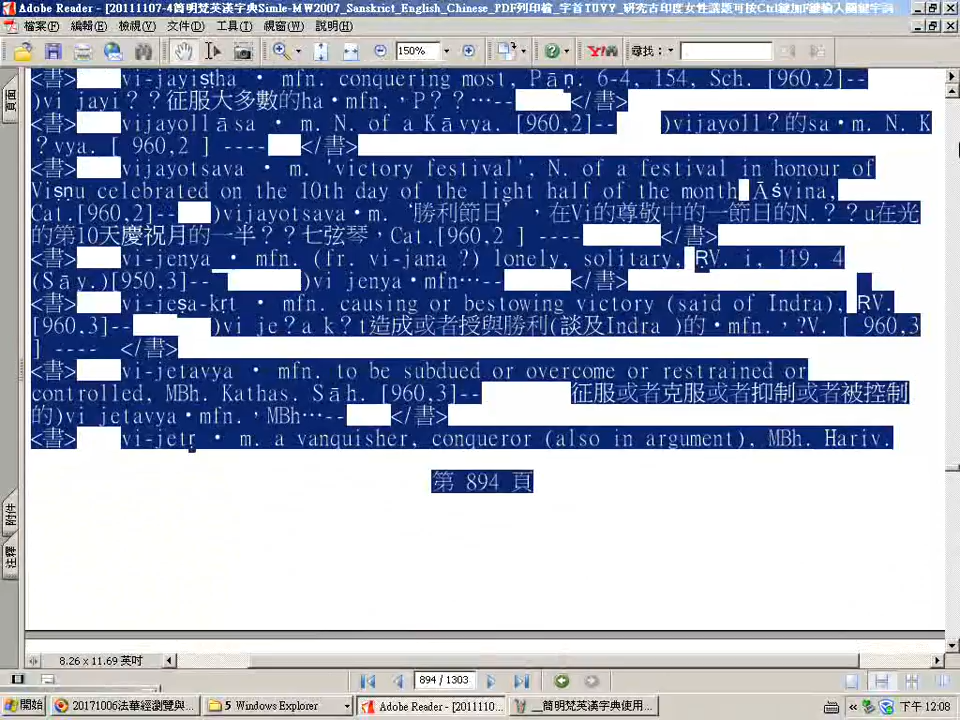 Adobe Reader - [20111107-4簡明梵英漢字典Simle-MW2007_Sanskrict_English_Chinese_PDF列印檔_字首TUVY_研究古印度女性議題可按Ctrl鍵加F鍵輸入關鍵字詞
檔案(F) 編輯(E) 檢視(V) 文件(D) 工具(T) 視窗(W) 說明(H)
150% Y! 尋找：
頁面
<書> vi-jayiṣtha · mfn. conquering most, Pāṇ. 6-4, 154, Sch. [960,2]--
)vi jayi？？征服大多數的ha·mfn.，P？？…-- </書>
<書> vijayollāsa · m. N. of a Kāvya. [960,2]-- )vijayoll？的sa·m. N. K
？vya. [ 960,2 ] ---- </書>
<書> vijayotsava · m. 'victory festival', N. of a festival in honour of
Viṣṇu celebrated on the 10th day of the light half of the month Āśvina,
Cat.[960,2]-- )vijayotsava·m.‘勝利節日’，在Vi的尊敬中的一節日的N.？？u在光
的第10天慶祝月的一半？？七弦琴，Cat.[960,2 ] ---- </書>
<書> vi-jenya · mfn. (fr. vi-jana ?) lonely, solitary, ṚV. i, 119, 4
(Sāy.)[950,3]-- )vi jenya·mfn…-- </書>
<書> vi-jeṣa-kṛt · mfn. causing or bestowing victory (said of Indra), ṚV.
[960,3]-- )vi je？a k？t造成或者授與勝利(談及Indra )的·mfn.，?V. [ 960,3
] ---- </書>
<書> vi-jetavya · mfn. to be subdued or overcome or restrained or
controlled, MBh. Kathas. Sāh. [960,3]-- 征服或者克服或者抑制或者被控制
的)vi jetavya·mfn.，MBh…-- </書>
<書> vi-jetṛ · m. a vanquisher, conqueror (also in argument), MBh. Hariv.
第 894 頁
附件
注釋
8.26 x 11.69 英吋
894 / 1303
開始 20171006法華經瀏覽與... 5 Windows Explorer Adobe Reader - [2011110... __簡明梵英漢字典使用... 下午 12:08